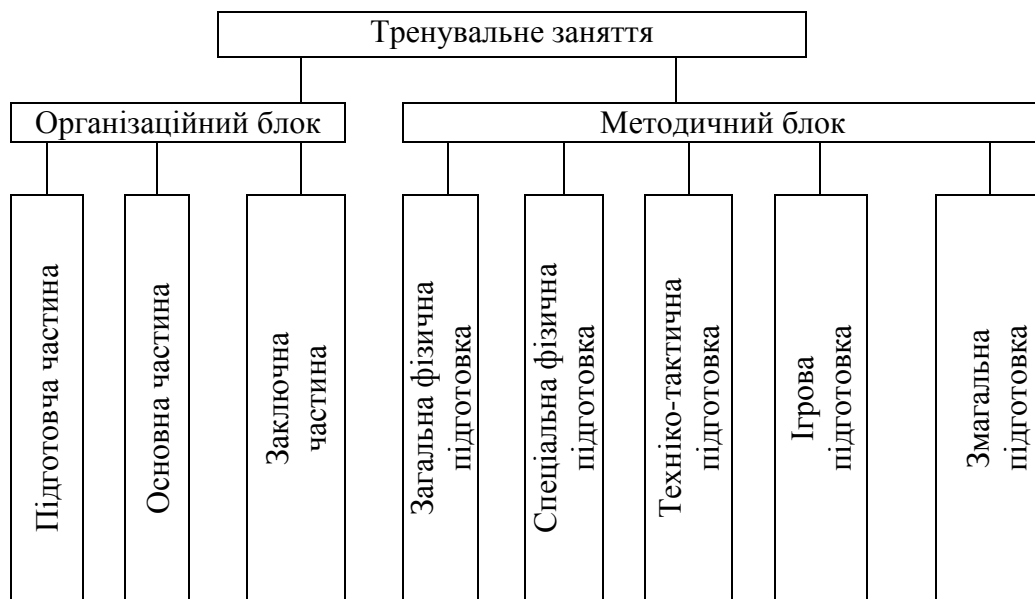 Тренувальне заняття
Організаційний блок
Методичний блок
Підготовча частина
Основна частина
Заключна
частина
Загальна фізична
підготовка
Спеціальна фізична
підготовка
Техніко-тактична
підготовка
Ігрова
підготовка
Змагальна
підготовка